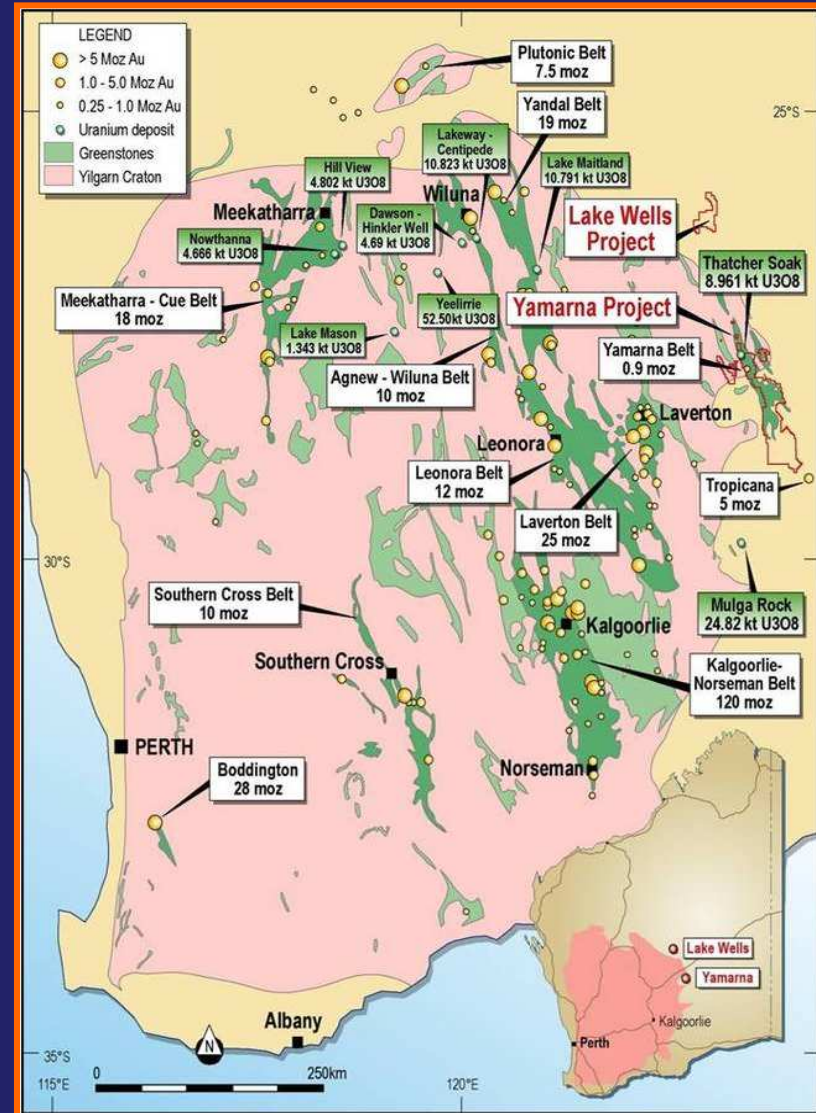 LEGEND
> 5 Moz Au
1.0 - 5.0 Moz Au
0.25 - 1.0 Moz Au
Uranium deposit
Greenstones
Yilgarn Craton
Plutonic Belt
7.5 moz
25°S
Yandal Belt
19 moz
Lakeway -
Centipede
10.823 kt U3O8
Hill View
4.802 kt U3O8
Lake Maitland
10.791 kt U3O8
Wiluna
Meekatharra
Dawson -
Hinkler Well
4.69 kt U3O8
Lake Wells
Project
Nowthanna
4.666 kt U3O8
Thatcher Soak
8.961 kt U3O8
Meekatharra - Cue Belt
18 moz
Yeelirrie
52.50kt U3O8
Yamarna Project
Lake Mason
1.343 kt U3O8
Yamarna Belt
0.9 moz
Agnew - Wiluna Belt
10 moz
Laverton
Leonora
Leonora Belt
12 moz
Tropicana
5 moz
Laverton Belt
25 moz
30°S
Southern Cross Belt
10 moz
Mulga Rock
24.82 kt U3O8
Kalgoorlie
Southern Cross
Kalgoorlie-
Norseman Belt
120 moz
PERTH
Norseman
Boddington
28 moz
Lake Wells
Yamarna
Kalgoorlie
Perth
Albany
N
35°S
0
250km
115°E
120°E